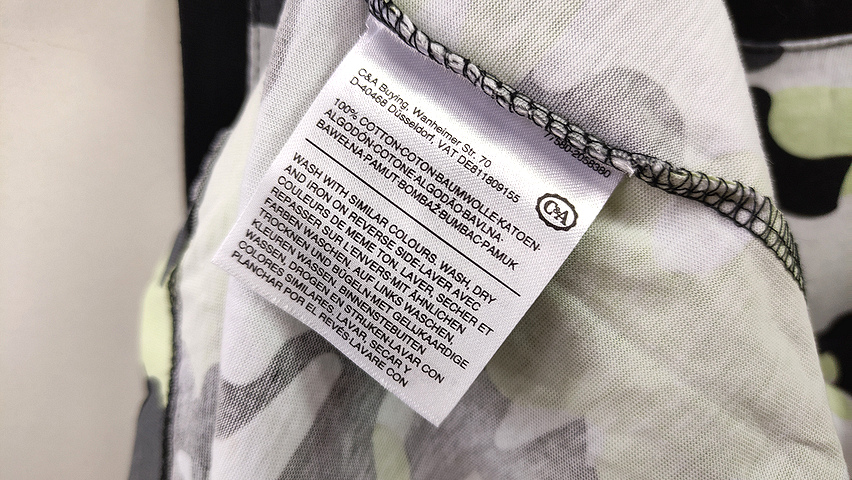 C&A Buying, Wanheimer Str. 70
D-40468 Düsseldorf, VAT DE811809155
100% COTTON·COTON·BAUMWOLLE·KATOEN·
ALGODÓN·COTONE·ALGODÃO·BAVLNA·
BAWEŁNA·PAMUT·BOMBAŽ·BUMBAC·PAMUK
C&A
WASH WITH SIMILAR COLOURS. WASH, DRY
AND IRON ON REVERSE SIDE·LAVER AVEC
COULEURS DE MEME TON. LAVER, SECHER ET
REPASSER SUR L'ENVERS·MIT ÄHNLICHEN
FARBEN WASCHEN. AUF LINKS WASCHEN,
TROCKNEN UND BÜGELN·MET GELIJKAARDIGE
KLEUREN WASSEN. BINNENSTEBUITEN
WASSEN, DROGEN EN STRIJKEN·LAVAR CON
COLORES SIMILARES. LAVAR, SECAR Y
PLANCHAR POR EL REVÉS·LAVARE CON